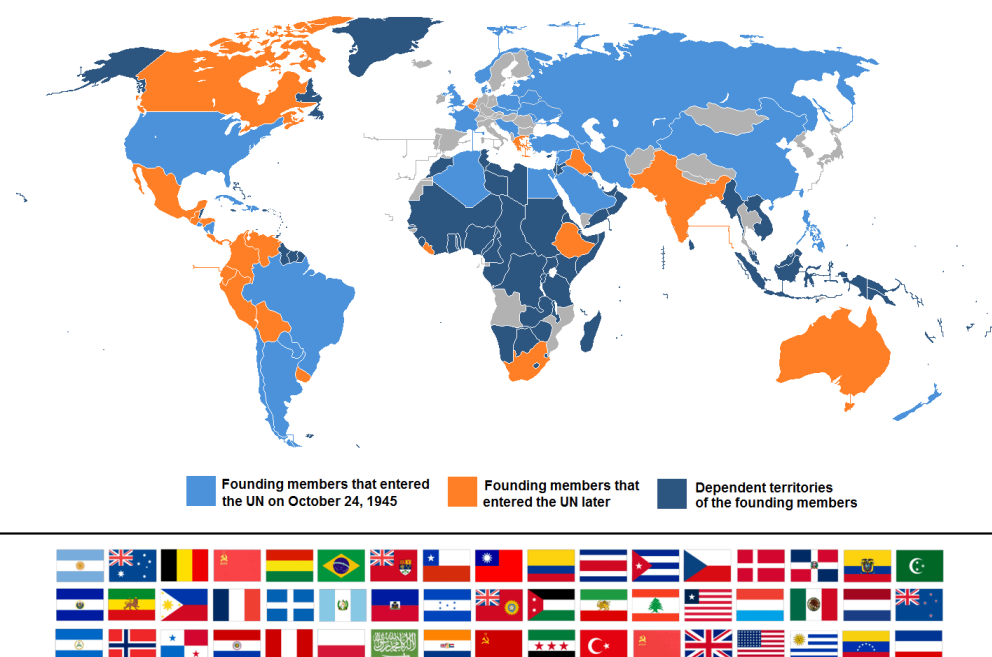 Founding members that entered
the UN on October 24, 1945
Founding members that
entered the UN later
Dependent territories
of the founding members